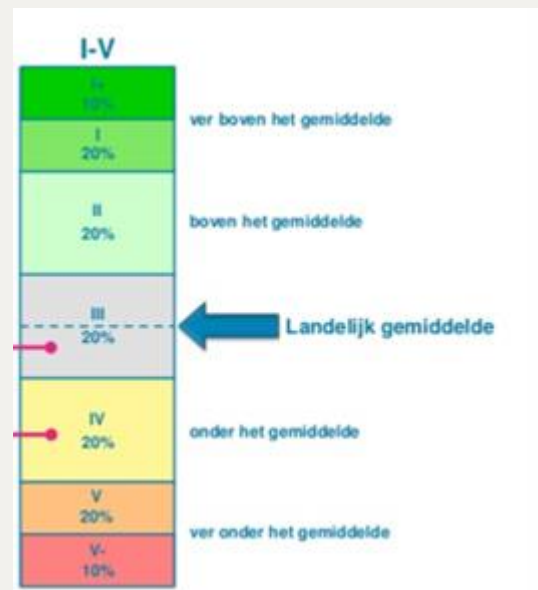 I-V
I+
10%
I
20%
ver boven het gemiddelde
II
20%
boven het gemiddelde
III
20%
Landelijk gemiddelde
IV
20%
onder het gemiddelde
V
20%
V-
10%
ver onder het gemiddelde